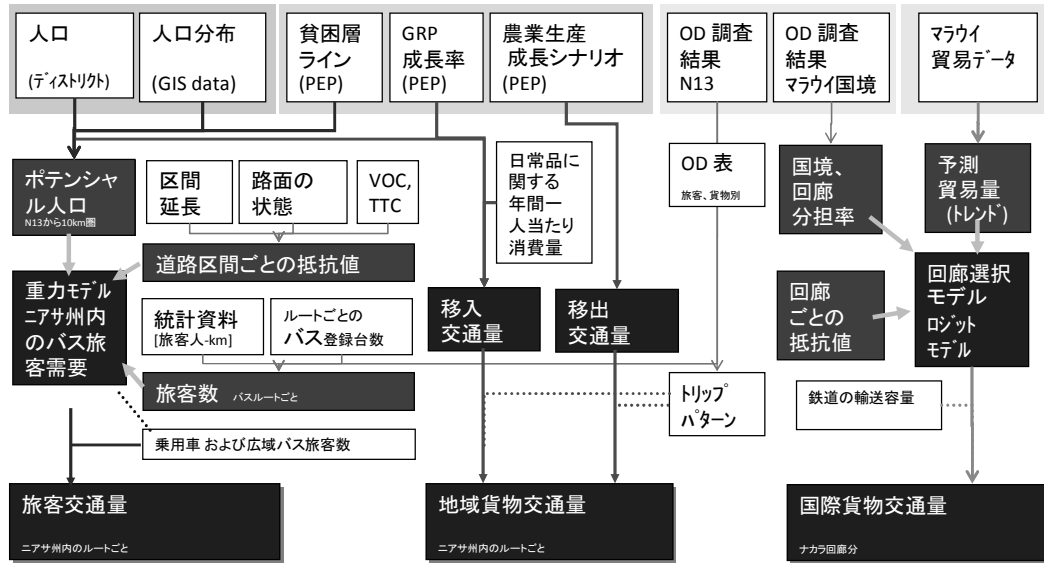 人口
(ディストリクト)
人口分布
(GIS data)
貧困層
ライン
(PEP)
GRP
成長率
(PEP)
農業生産
成長シナリオ
(PEP)
OD 調査
結果
N13
OD 調査
結果
マラウイ国境
マラウイ
貿易データ
ポテンシャ
ル人口
N13から10km圏
区間
延長
路面の
状態
VOC,
TTC
日常品に
関する
年間一
人当たり
消費量
OD 表
旅客、貨物別
国境、
回廊
分担率
予測
貿易量
(トレンド)
道路区間ごとの抵抗値
重力モデル
ニアサ州内
のバス旅
客需要
統計資料
[旅客人-km]
ルートごとの
バス登録台数
移入
交通量
移出
交通量
回廊
ごとの
抵抗値
回廊選択
モデル
ロジット
モデル
旅客数 バスルートごと
トリップ
パターン
鉄道の輸送容量
乗用車 および広域バス旅客数
旅客交通量
ニアサ州内のルートごと
地域貨物交通量
ニアサ州内のルートごと
国際貨物交通量
ナカラ回廊分